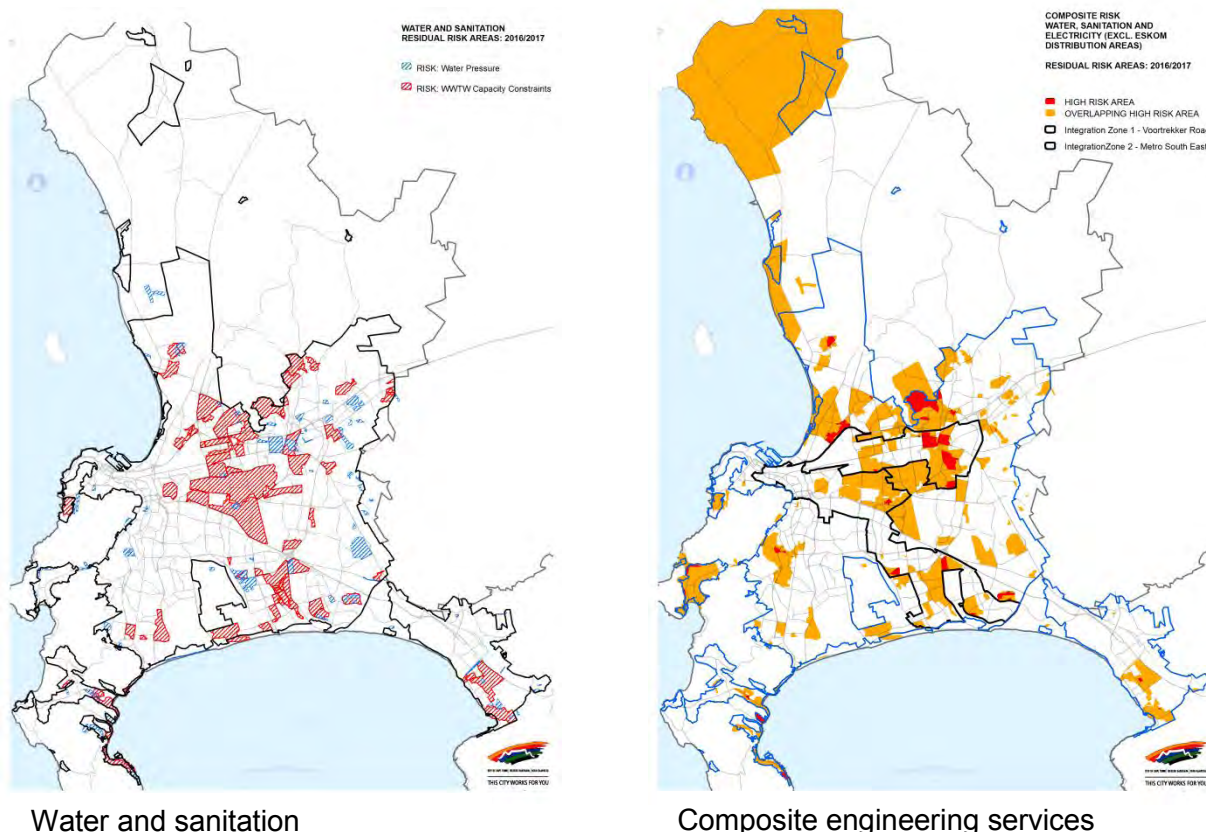 WATER AND SANITATION
RESIDUAL RISK AREAS: 2016/2017
RISK: Water Pressure
RISK: WWTW Capacity Constraints
THIS CITY WORKS FOR YOU
Water and sanitation
COMPOSITE RISK
WATER, SANITATION AND
ELECTRICITY (EXCL. ESKOM
DISTRIBUTION AREAS)
RESIDUAL RISK AREAS: 2016/2017
HIGH RISK AREA
OVERLAPPING HIGH RISK AREA
Integration Zone 1 - Voortrekker Road
IntegrationZone 2 - Metro South East
THIS CITY WORKS FOR YOU
Composite engineering services